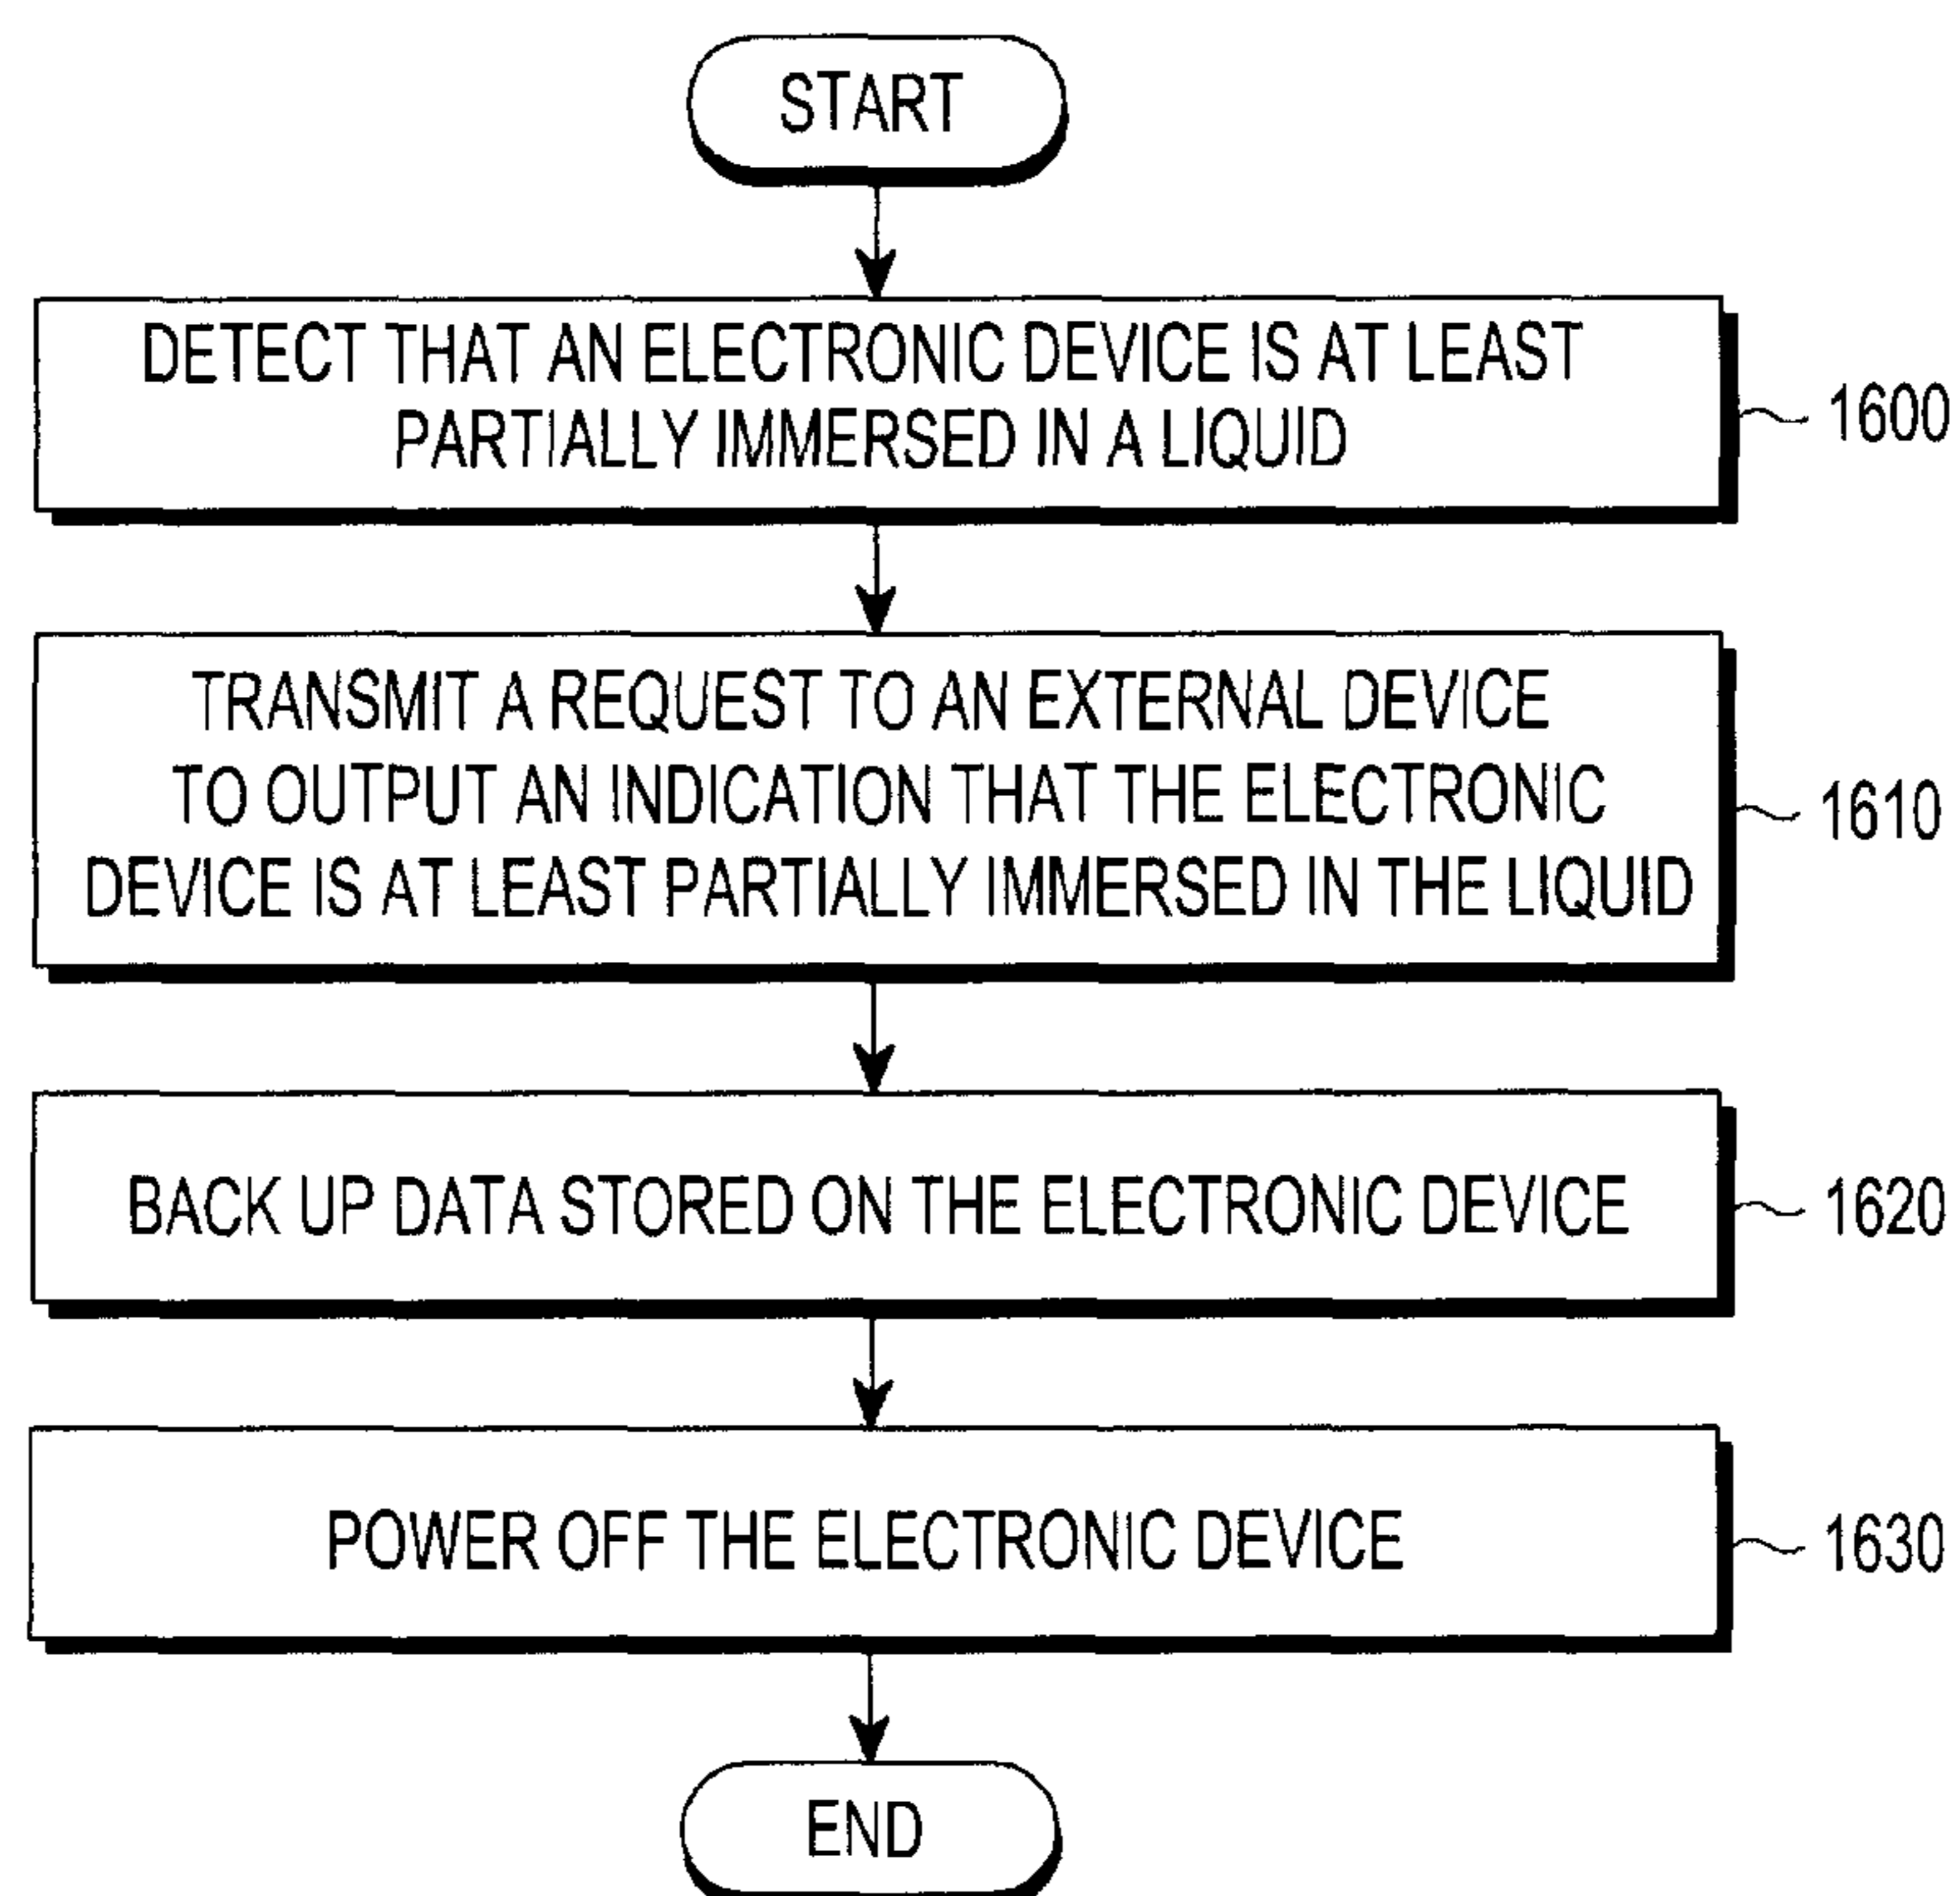 START
DETECT THAT AN ELECTRONIC DEVICE IS AT LEAST
PARTIALLY IMMERSED IN A LIQUID
1600
TRANSMIT A REQUEST TO AN EXTERNAL DEVICE
TO OUTPUT AN INDICATION THAT THE ELECTRONIC
DEVICE IS AT LEAST PARTIALLY IMMERSED IN THE LIQUID
1610
BACK UP DATA STORED ON THE ELECTRONIC DEVICE
1620
POWER OFF THE ELECTRONIC DEVICE
1630
END